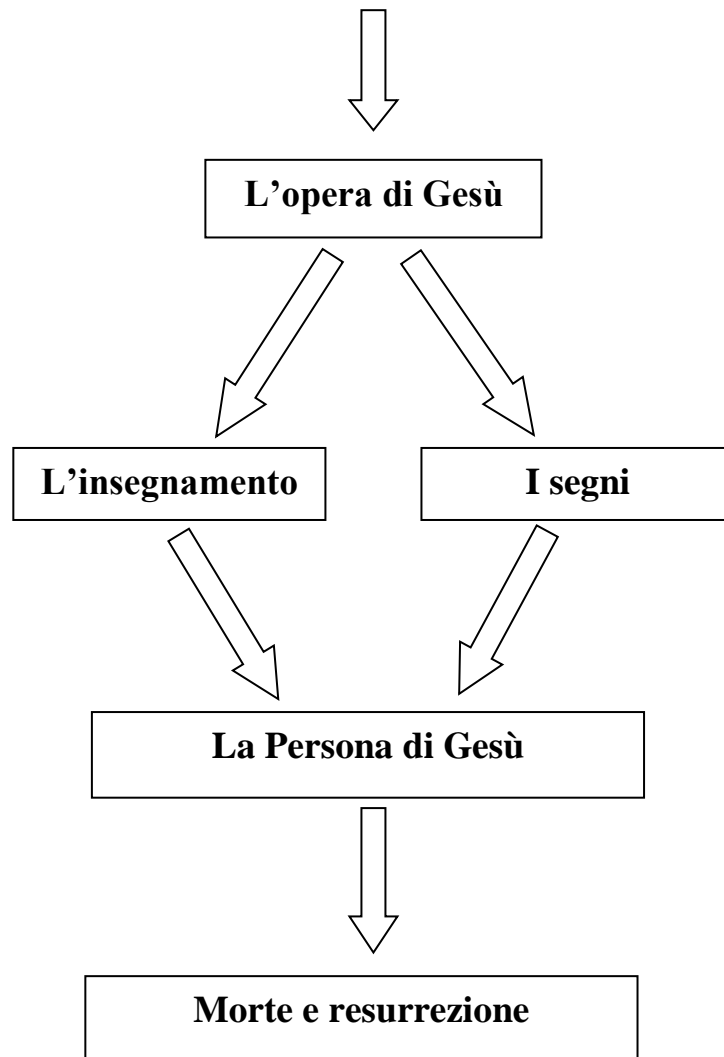 L’opera di Gesù
L’insegnamento
I segni
La Persona di Gesù
Morte e resurrezione